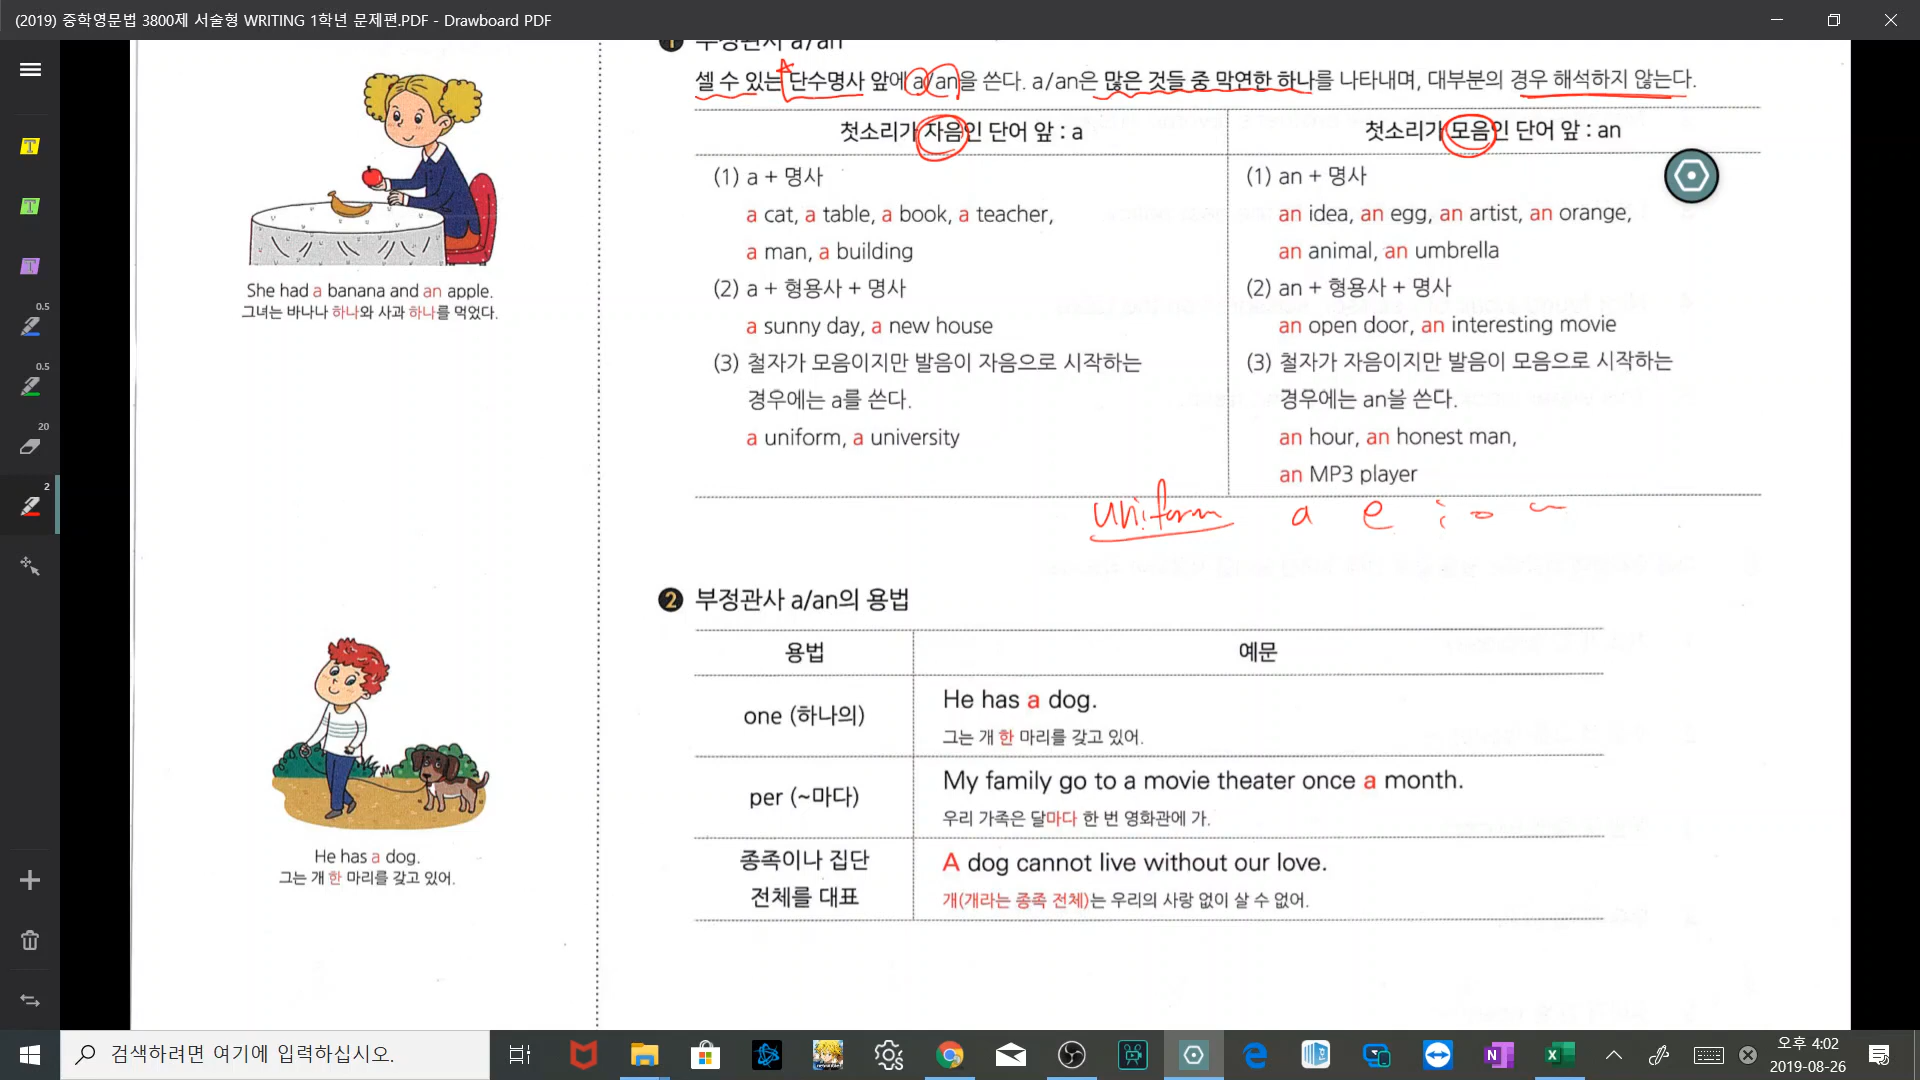 (2019) 중학영문법 3800제 서술형 WRITING 1학년 문제편.PDF - Drawboard PDF
1 부정관사 a/an
셀 수 있는 단수명사 앞에 a/an을 쓴다. a/an은 많은 것들 중 막연한 하나를 나타내며, 대부분의 경우 해석하지 않는다.
첫소리가 자음인 단어 앞 : a
(1) a + 명사
a cat, a table, a book, a teacher,
a man, a building
(2) a + 형용사 + 명사
a sunny day, a new house
(3) 철자가 모음이지만 발음이 자음으로 시작하는
경우에는 a를 쓴다.
a uniform, a university
첫소리가 모음인 단어 앞 : an
(1) an + 명사
an idea, an egg, an artist, an orange,
an animal, an umbrella
(2) an + 형용사 + 명사
an open door, an interesting movie
(3) 철자가 자음이지만 발음이 모음으로 시작하는
경우에는 an을 쓴다.
an hour, an honest man,
an MP3 player
uniform a e i o
She had a banana and an apple.
그녀는 바나나 하나와 사과 하나를 먹었다.
2 부정관사 a/an의 용법
용법 예문
one (하나의)
He has a dog.
그는 개 한 마리를 갖고 있어.
per (~마다)
My family go to a movie theater once a month.
우리 가족은 달마다 한 번 영화관에 가.
종족이나 집단
전체를 대표
A dog cannot live without our love.
개(개라는 종족 전체)는 우리의 사랑 없이 살 수 없어.
He has a dog.
그는 개 한 마리를 갖고 있어.
0.5
0.5
20
2
검색하려면 여기에 입력하십시오.
오후 4:02
2019-08-26